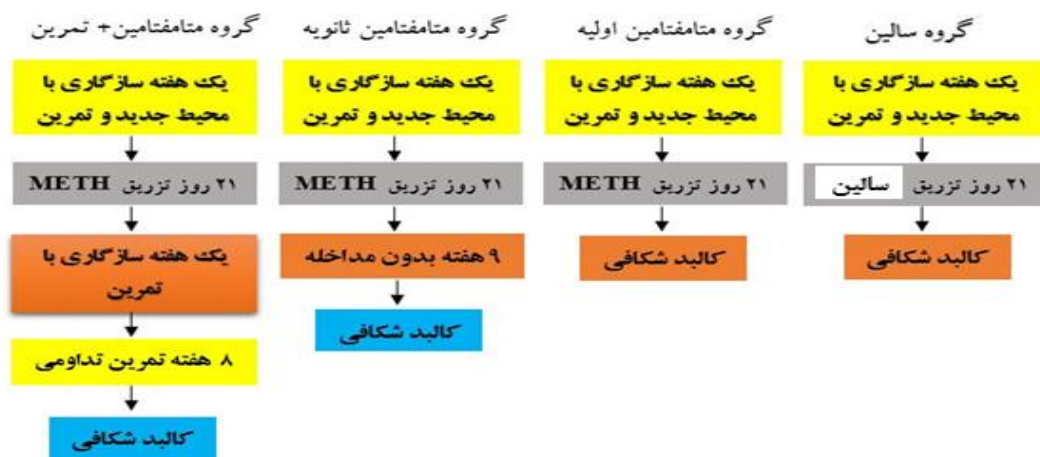 گروه سالین
یک هفته سازگاری با
محیط جدید و تمرین
۲۱ روز تزریق سالین
کالبد شکافی
گروه متامفتامین اولیه
یک هفته سازگاری با
محیط جدید و تمرین
۲۱ روز تزریق METH
کالبد شکافی
گروه متامفتامین ثانویه
یک هفته سازگاری با
محیط جدید و تمرین
۲۱ روز تزریق METH
۹ هفته بدون مداخله
کالبد شکافی
گروه متامفتامین+ تمرین
یک هفته سازگاری با
محیط جدید و تمرین
۲۱ روز تزریق METH
یک هفته سازگاری با
تمرین
۸ هفته تمرین تداومی
کالبد شکافی